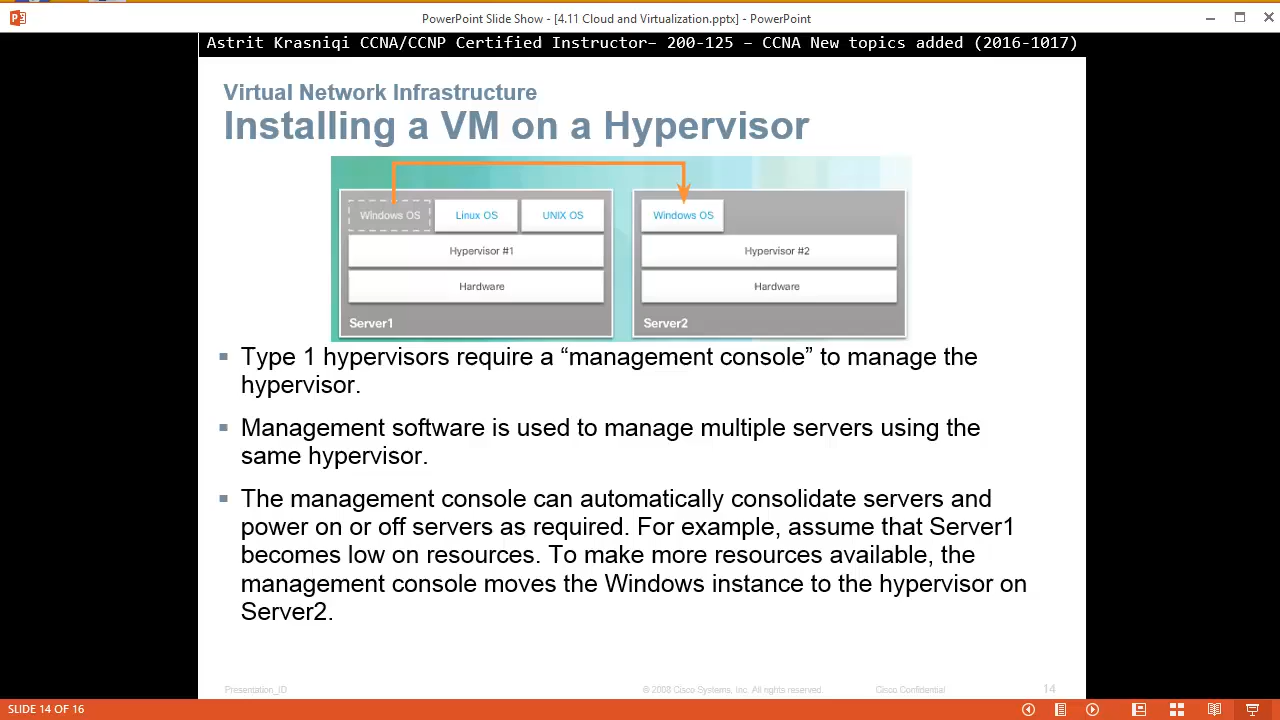 PowerPoint Slide Show - [4.11 Cloud and Virtualization.pptx] - PowerPoint
Astrit Krasniqi CCNA/CCNP Certified Instructor– 200-125 – CCNA New topics added (2016-1017)
Virtual Network Infrastructure
Installing a VM on a Hypervisor
Windows OS
Linux OS
UNIX OS
Hypervisor #1
Hardware
Server1
Windows OS
Hypervisor #2
Hardware
Server2
Type 1 hypervisors require a “management console” to manage the
hypervisor.
Management software is used to manage multiple servers using the
same hypervisor.
The management console can automatically consolidate servers and
power on or off servers as required. For example, assume that Server1
becomes low on resources. To make more resources available, the
management console moves the Windows instance to the hypervisor on
Server2.
Presentation_ID
© 2008 Cisco Systems, Inc. All rights reserved.
Cisco Confidential
14
SLIDE 14 OF 16